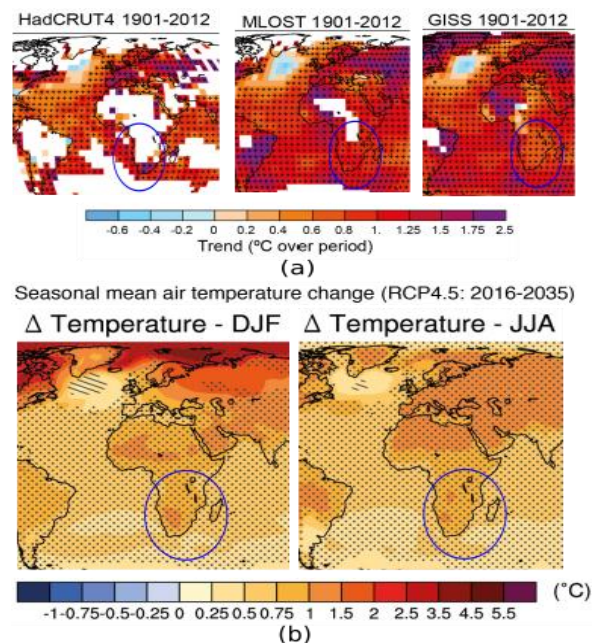 HadCRUT4 1901-2012 MLOST 1901-2012 GISS 1901-2012
-0.6 -0.4 -0.2 0 0.2 0.4 0.6 0.8 1. 1.25 1.5 1.75 2.5
Trend (ºC over period)
(a)
Seasonal mean air temperature change (RCP4.5: 2016-2035)
Δ Temperature - DJF Δ Temperature - JJA
-1-0.75-0.5-0.25 0 0.25 0.5 0.75 1 1.5 2 2.5 3.5 4.5 5.5 (°C)
(b)